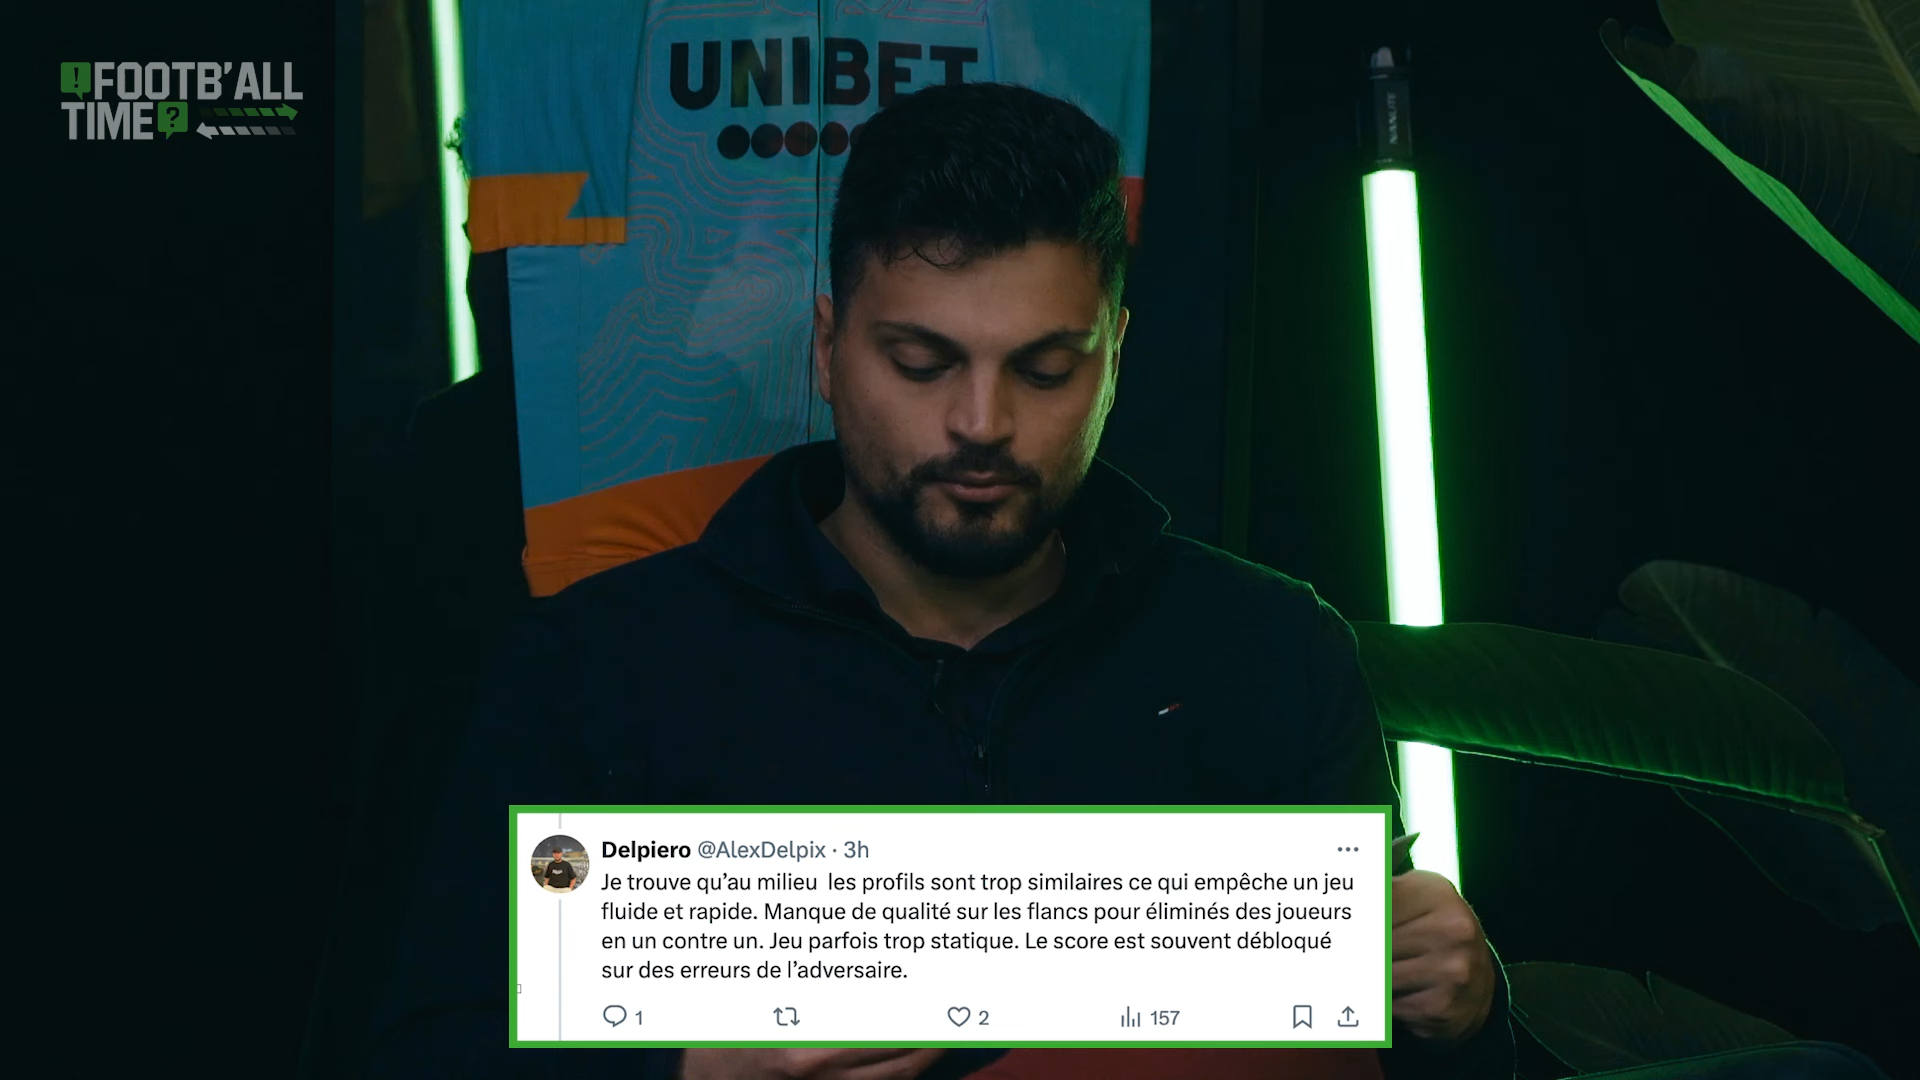 !FOOTB'ALL
TIME?
UNIBET
NANLITE
Delpiero @AlexDelpix · 3h
Je trouve qu’au milieu les profils sont trop similaires ce qui empêche un jeu
fluide et rapide. Manque de qualité sur les flancs pour éliminés des joueurs
en un contre un. Jeu parfois trop statique. Le score est souvent débloqué
sur des erreurs de l’adversaire.
1 2 157